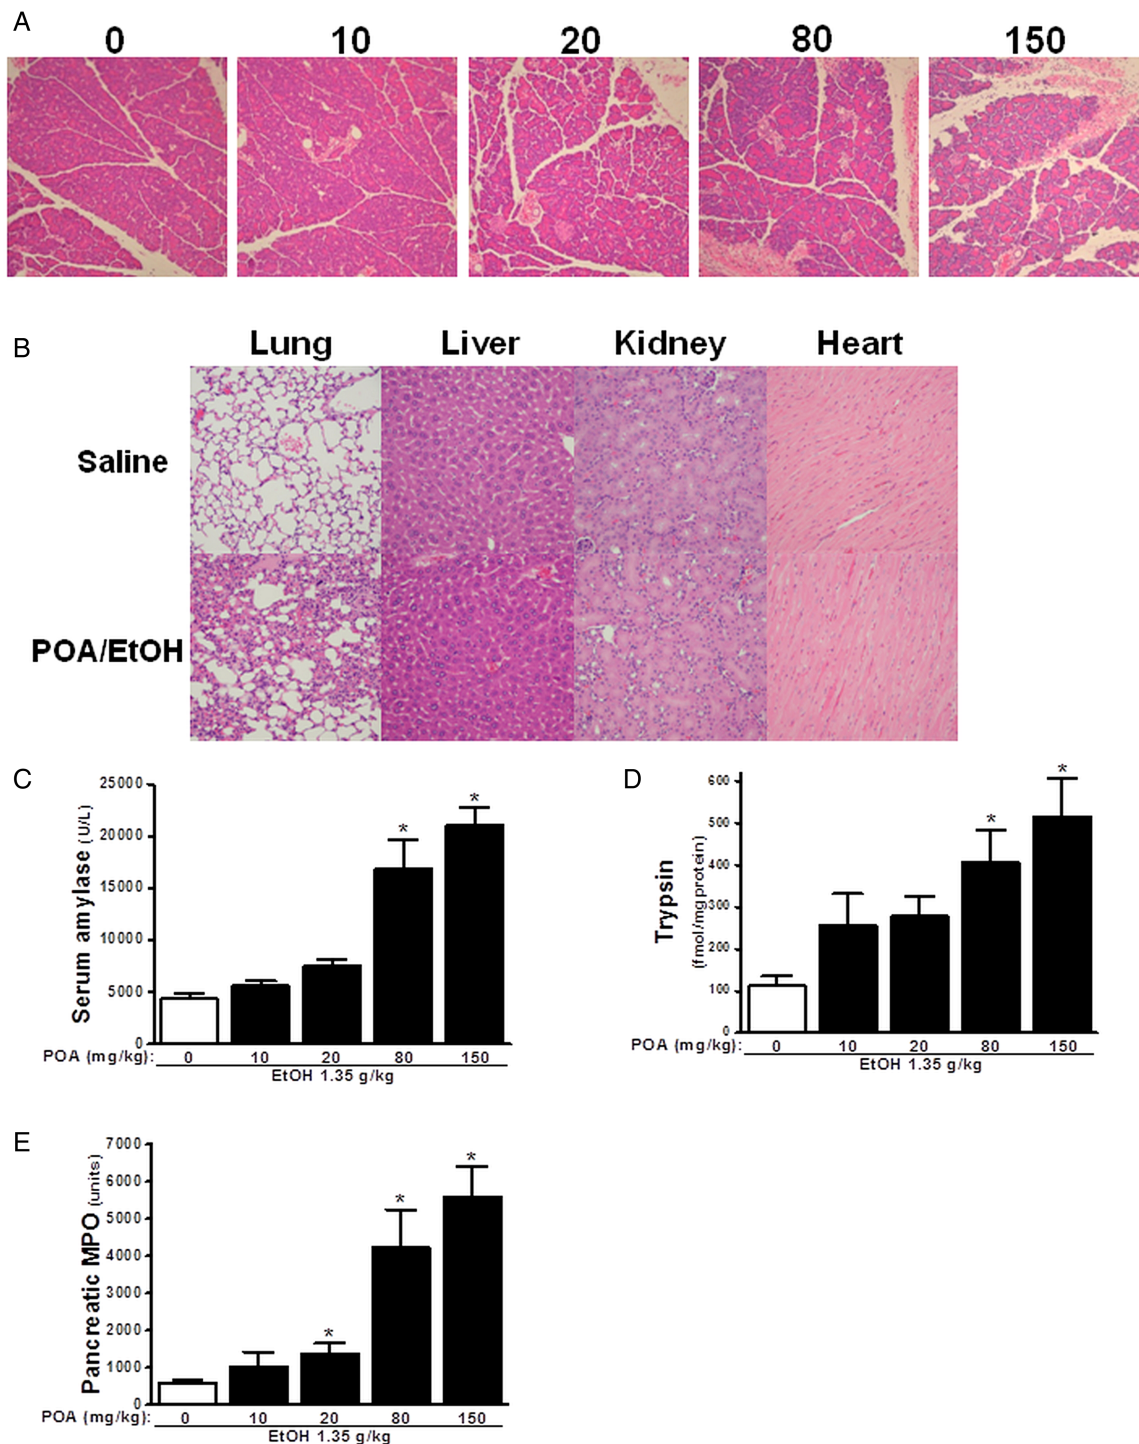 A
0 10 20 80 150
B
Lung Liver Kidney Heart
Saline
POA/EtOH
C
Serum amylase (U/L)
25000
20000
15000
10000
5000
0
* *
POA (mg/kg): 0 10 20 80 150
EtOH 1.35 g/kg
D
Trypsin
(fmol/mgprotein)
600
500
400
300
200
100
0
* *
POA (mg/kg): 0 10 20 80 150
EtOH 1.35 g/kg
E
Pancreatic MPO (units)
7000
6000
5000
4000
3000
2000
1000
0
* * *
POA (mg/kg): 0 10 20 80 150
EtOH 1.35 g/kg